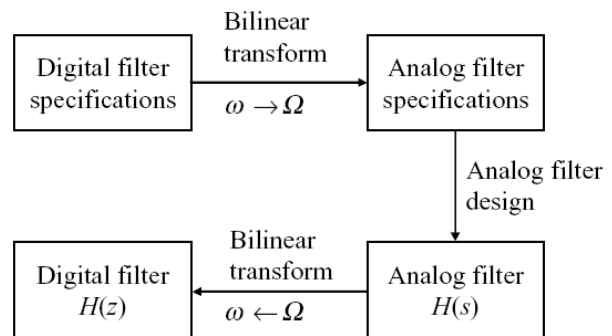 Digital filter
specifications
Bilinear
transform
ω → Ω
Analog filter
specifications
Analog filter
design
Digital filter
H(z)
Bilinear
transform
ω ← Ω
Analog filter
H(s)